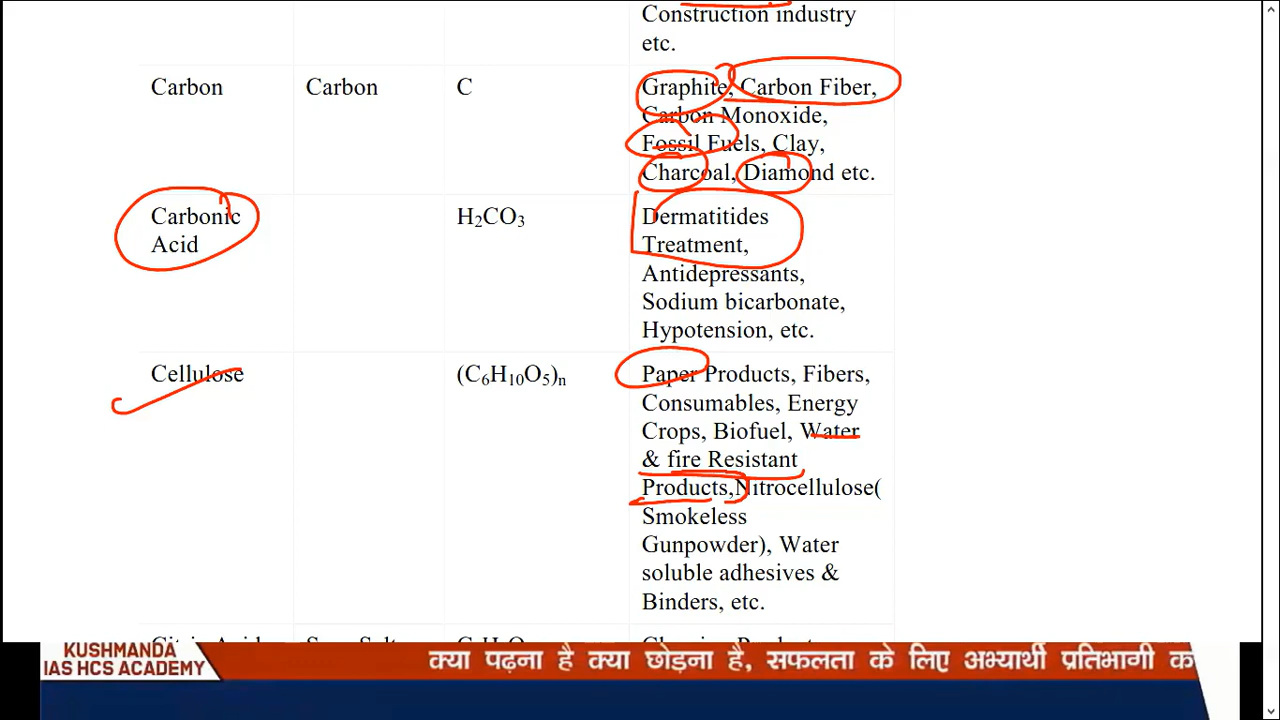 Construction industry
etc.
Carbon Carbon C Graphite, Carbon Fiber,
Carbon Monoxide,
Fossil Fuels, Clay,
Charcoal, Diamond etc.
Carbonic H₂CO₃ Dermatitides
Acid Treatment,
Antidepressants,
Sodium bicarbonate,
Hypotension, etc.
Cellulose (C₆H₁₀O₅)ₙ Paper Products, Fibers,
Consumables, Energy
Crops, Biofuel, Water
& fire Resistant
Products,Nitrocellulose(
Smokeless
Gunpowder), Water
soluble adhesives &
Binders, etc.
KUSHMANDA
IAS HCS ACADEMY
क्या पढ़ना है क्या छोड़ना है, सफलता के लिए अभ्यार्थी प्रतिभागी क